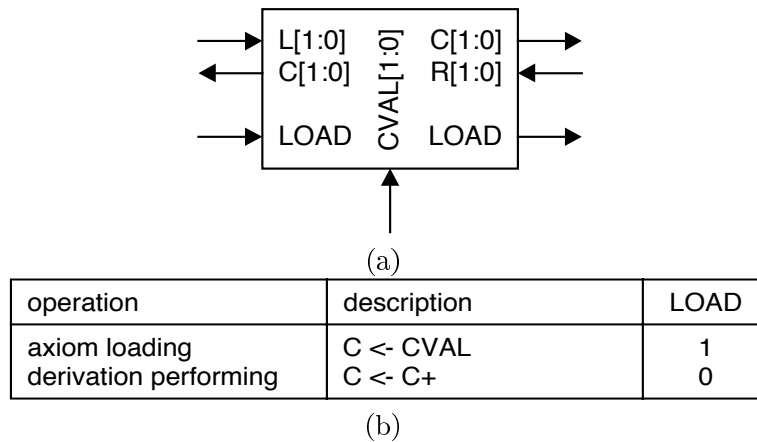 L[1:0] CVAL[1:0] C[1:0]
C[1:0] R[1:0]
LOAD LOAD
(a)
operation description LOAD
axiom loading C <- CVAL 1
derivation performing C <- C+ 0
(b)